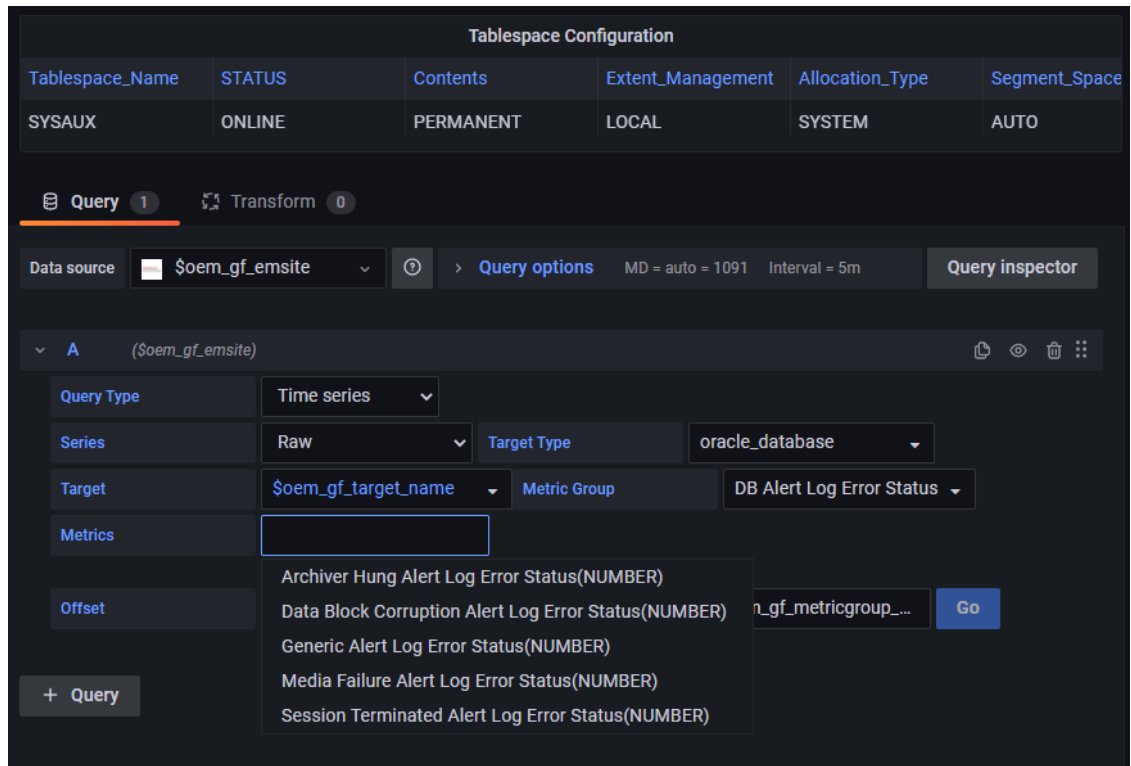 Tablespace Configuration
Tablespace_Name STATUS Contents Extent_Management Allocation_Type Segment_Space
SYSAUX ONLINE PERMANENT LOCAL SYSTEM AUTO
Query 1 Transform 0
Data source $oem_gf_emsite Query options MD = auto = 1091 Interval = 5m Query inspector
A ($oem_gf_emsite)
Query Type Time series
Series Raw Target Type oracle_database
Target $oem_gf_target_name Metric Group DB Alert Log Error Status
Metrics
Archiver Hung Alert Log Error Status(NUMBER)
Data Block Corruption Alert Log Error Status(NUMBER)
Generic Alert Log Error Status(NUMBER)
Media Failure Alert Log Error Status(NUMBER)
Session Terminated Alert Log Error Status(NUMBER)
Offset _gf_metricgroup_... Go
+ Query